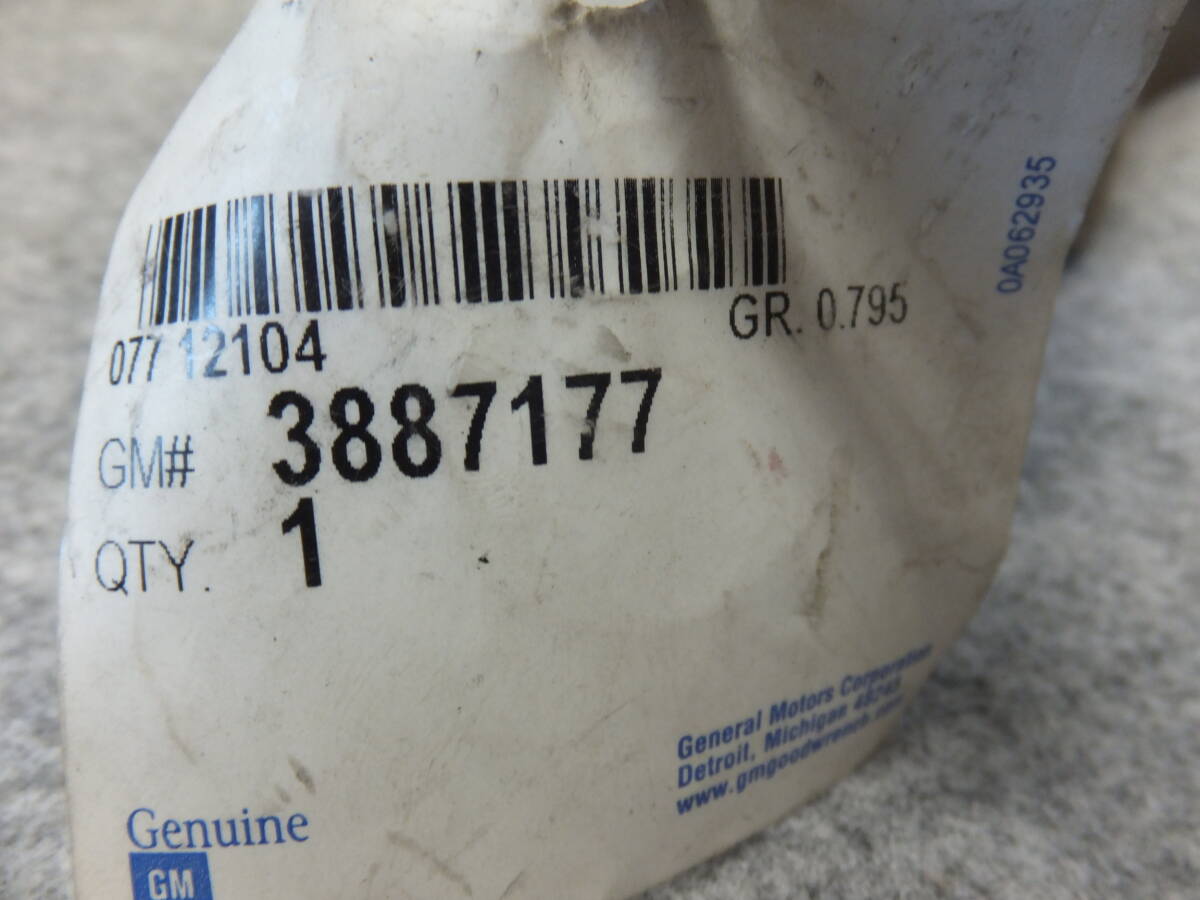 0A062935
077 12104
GR. 0.795
GM# 3887177
QTY. 1
General Motors Corporation
Detroit, Michigan
www.gmgoodwrench.com
Genuine
GM